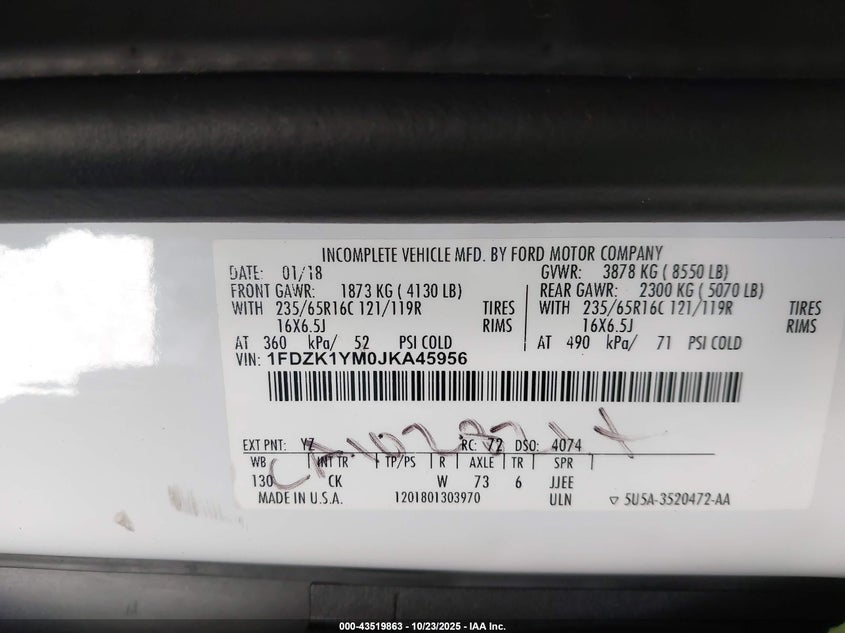 INCOMPLETE VEHICLE MFD. BY FORD MOTOR COMPANY
DATE: 01/18 GVWR: 3878 KG ( 8550 LB)
FRONT GAWR: 1873 KG ( 4130 LB) REAR GAWR: 2300 KG ( 5070 LB)
WITH 235/65R16C 121/119R TIRES WITH 235/65R16C 121/119R TIRES
16X6.5J RIMS 16X6.5J RIMS
AT 360 kPa/ 52 PSI COLD AT 490 kPa/ 71 PSI COLD
VIN: 1FDZK1YM0JKA45956
EXT PNT: YZ RC: 72 DSO: 4074
WB INT TR TP/PS R AXLE TR SPR
130 CK W 73 6 JJEE
MADE IN U.S.A. 1201801303970 ULN ▽ 5U5A-3520472-AA
000-43519863 - 10/23/2025 - IAA Inc.